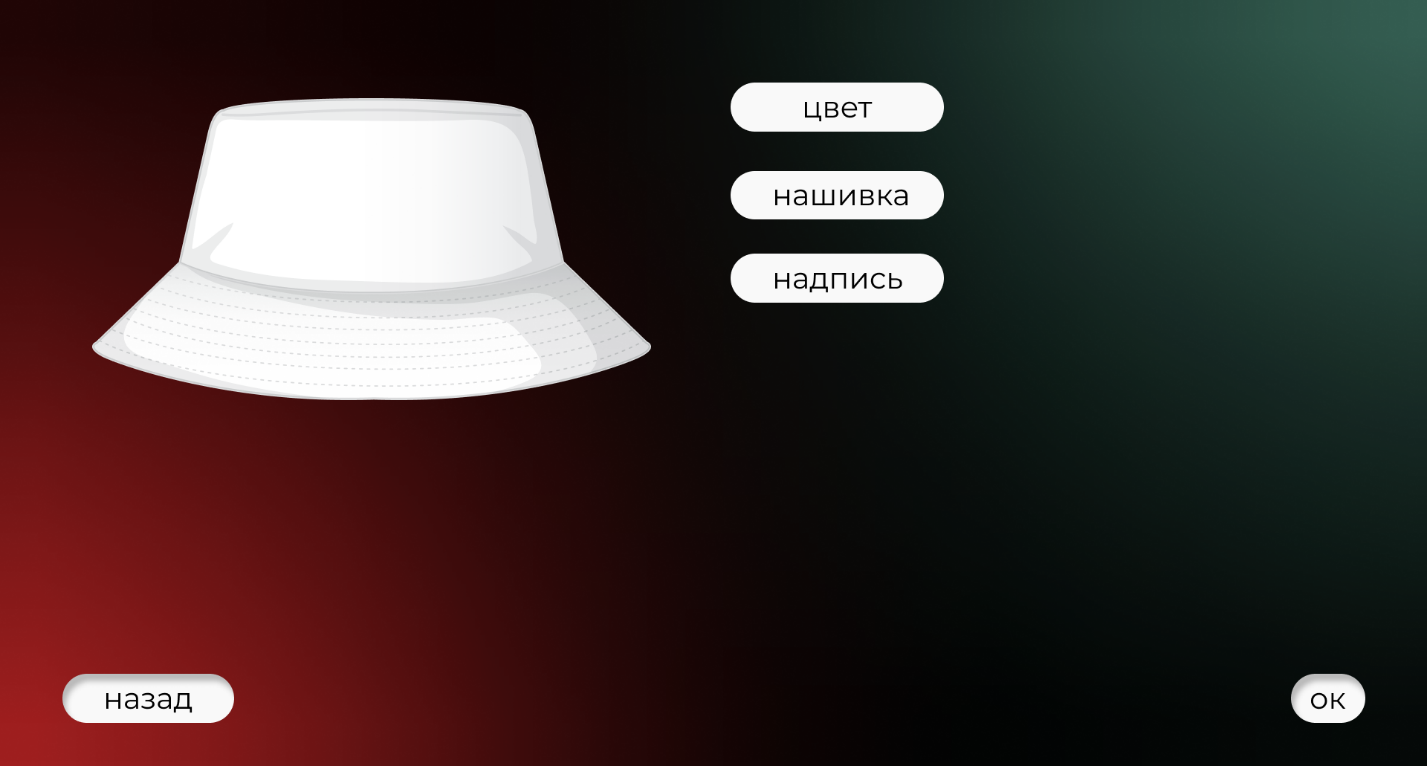 цвет
нашивка
надпись
назад
ок